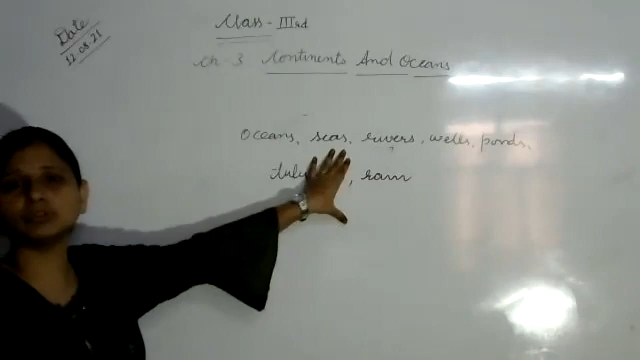 Date
12.08.21
Class - IIIrd
Ch-3 Continents And Oceans
Oceans, seas, rivers, wells, ponds,
, rain